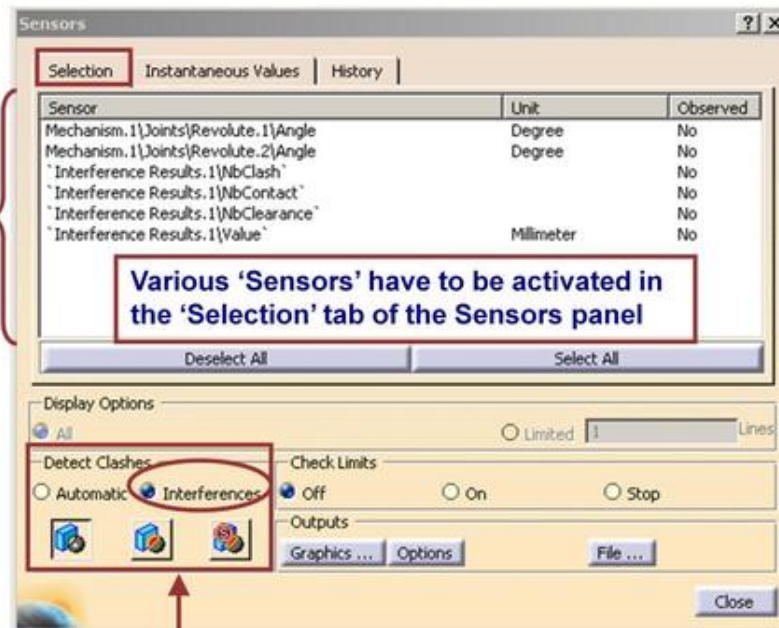 Sensors
Selection Instantaneous Values History
Sensor Unit Observed
Mechanism.1\Joints\Revolute.1\Angle Degree No
Mechanism.1\Joints\Revolute.2\Angle Degree No
`Interference Results.1\NbClash` No
`Interference Results.1\NbContact` No
`Interference Results.1\NbClearance` No
`Interference Results.1\Value` Millimeter No
Various ‘Sensors’ have to be activated in
the ‘Selection’ tab of the Sensors panel
Deselect All Select All
Display Options
All Limited 1 Lines
Detect Clashes Check Limits
Automatic Interferences Off On Stop
Outputs
Graphics ... Options File ...
Close